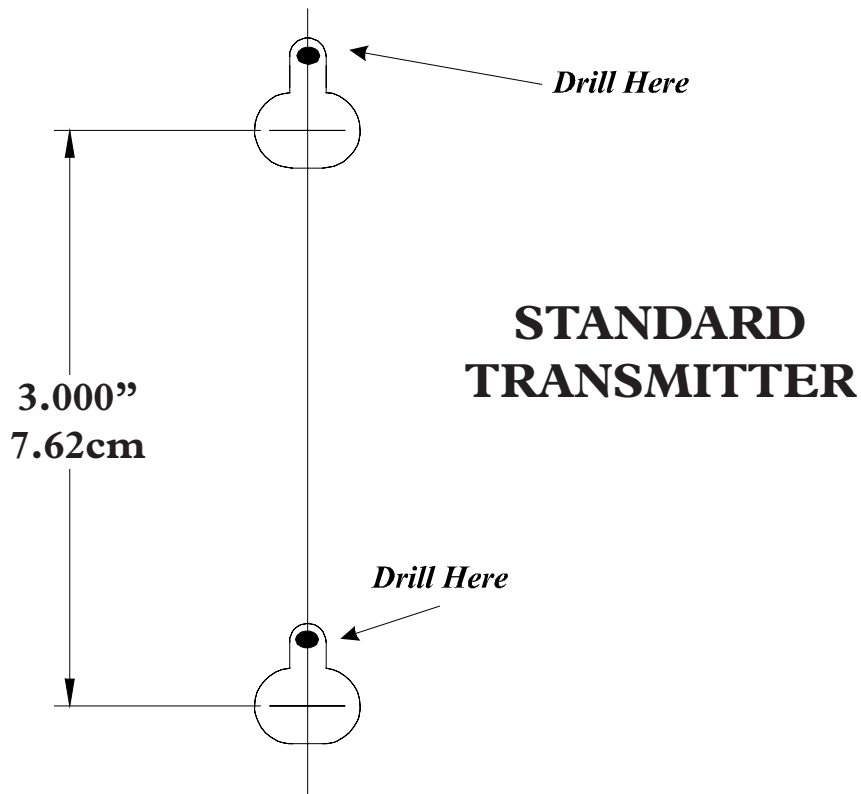 Drill Here
STANDARD
TRANSMITTER
3.000”
7.62cm
Drill Here